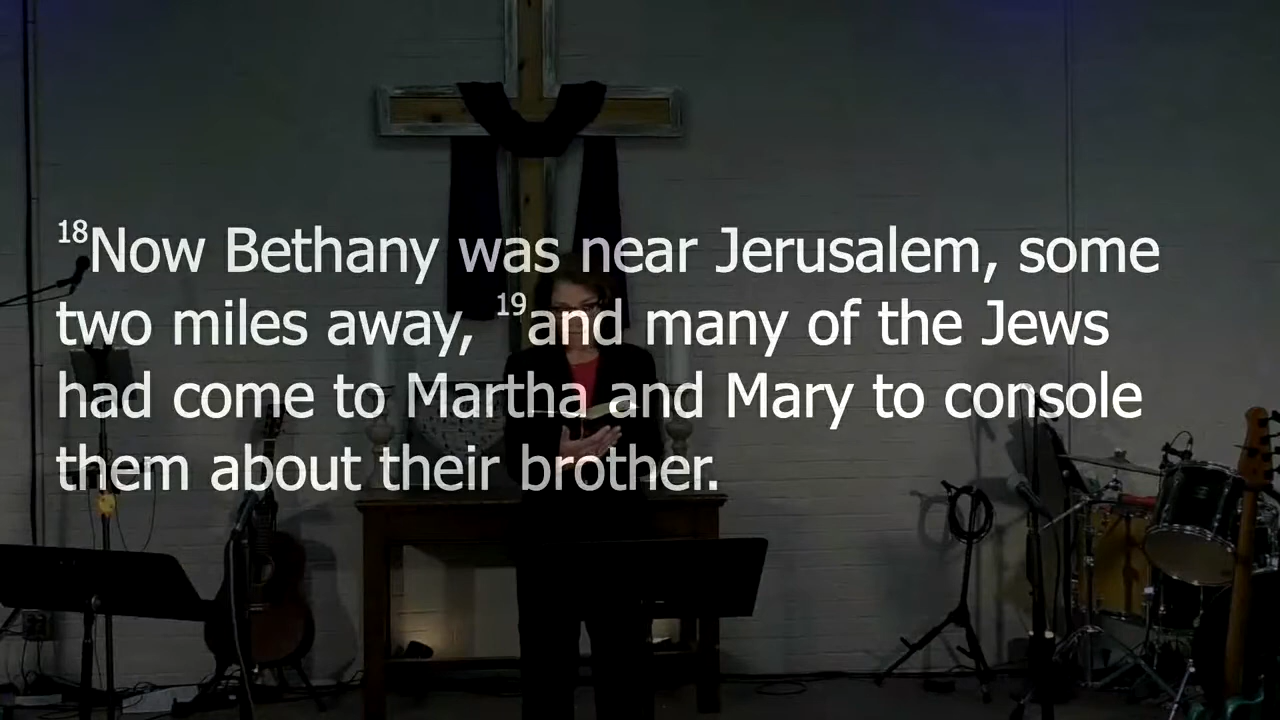 18Now Bethany was near Jerusalem, some
two miles away, 19and many of the Jews
had come to Martha and Mary to console
them about their brother.